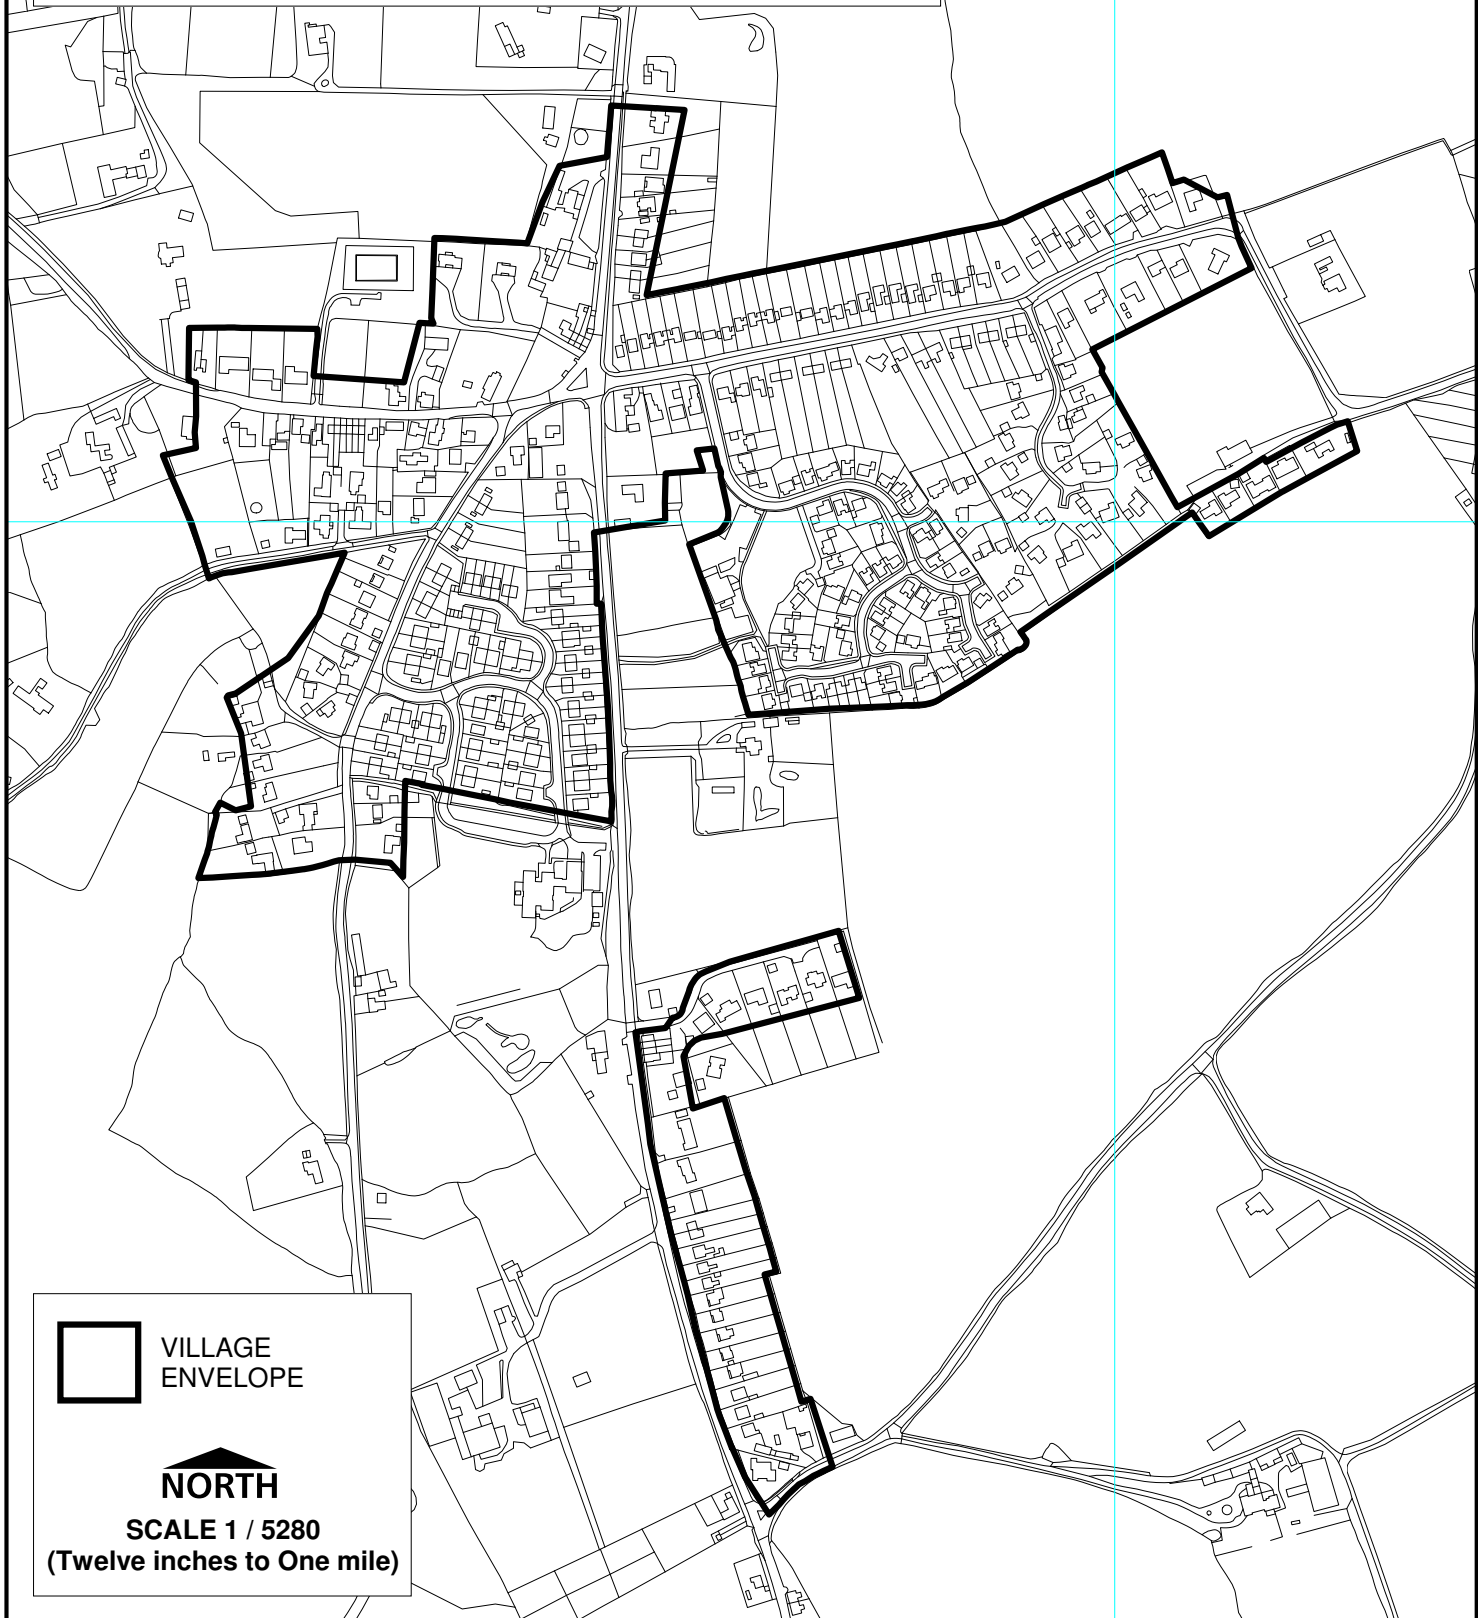 VILLAGE
ENVELOPE
NORTH
SCALE 1 / 5280
(Twelve inches to One mile)